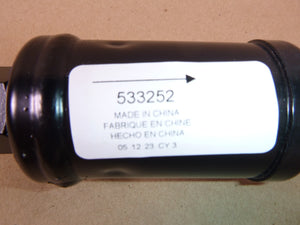 533252
MADE IN CHINA
FABRIQUE EN CHINE
HECHO EN CHINA
05 12 23 CY 3